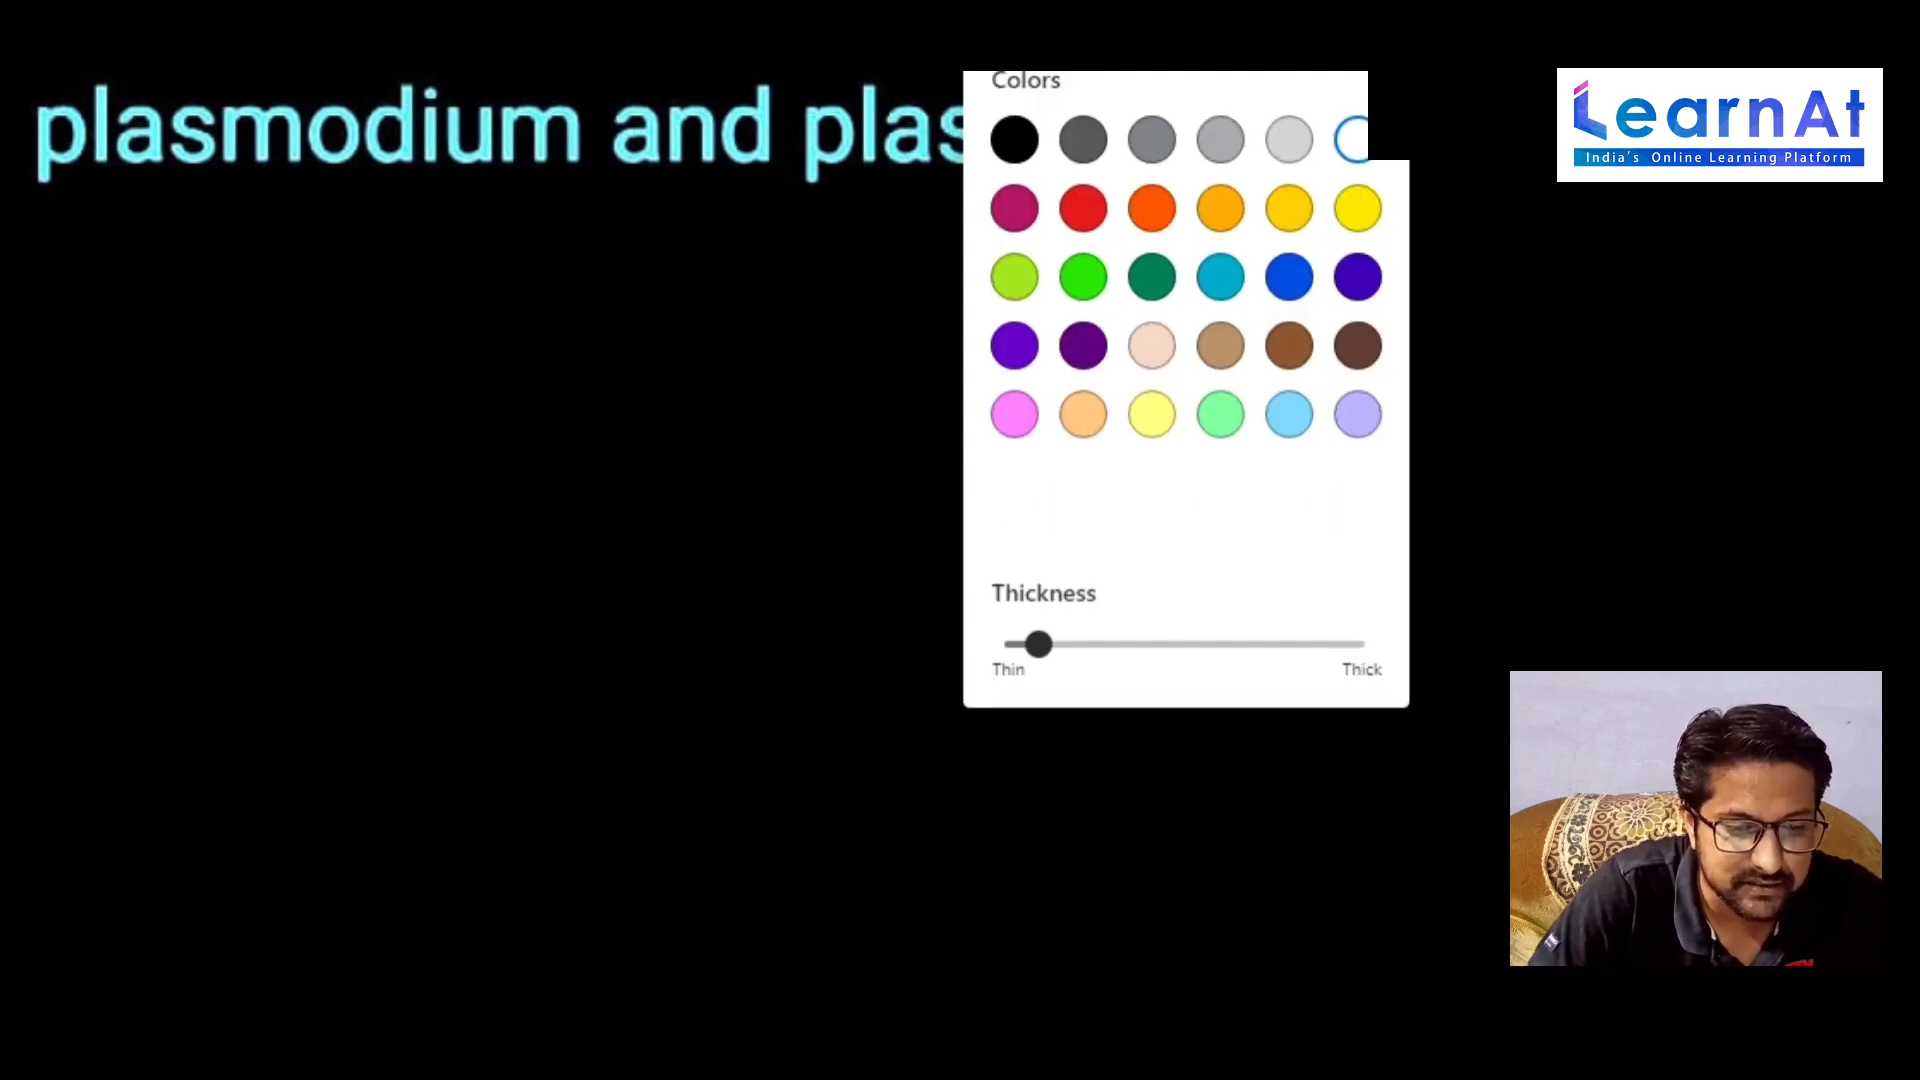 plasmodium and plas
Colors
Thickness
Thin
Thick
LearnAt
India's Online Learning Platform